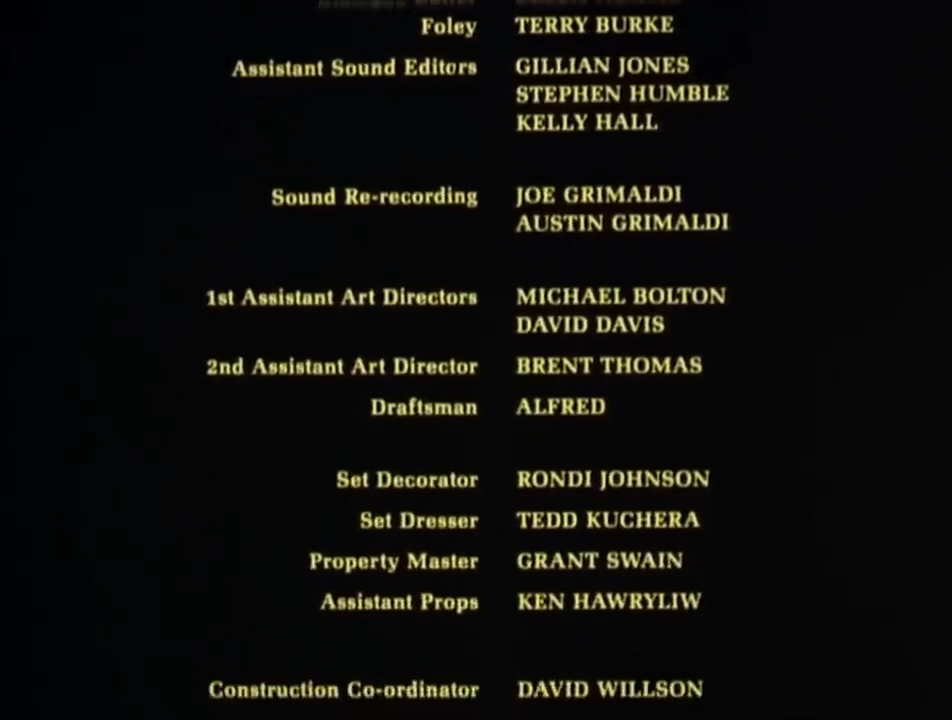 Foley TERRY BURKE
Assistant Sound Editors GILLIAN JONES
STEPHEN HUMBLE
KELLY HALL
Sound Re-recording JOE GRIMALDI
AUSTIN GRIMALDI
1st Assistant Art Directors MICHAEL BOLTON
DAVID DAVIS
2nd Assistant Art Director BRENT THOMAS
Draftsman ALFRED
Set Decorator RONDI JOHNSON
Set Dresser TEDD KUCHERA
Property Master GRANT SWAIN
Assistant Props KEN HAWRYLIW
Construction Co-ordinator DAVID WILLSON